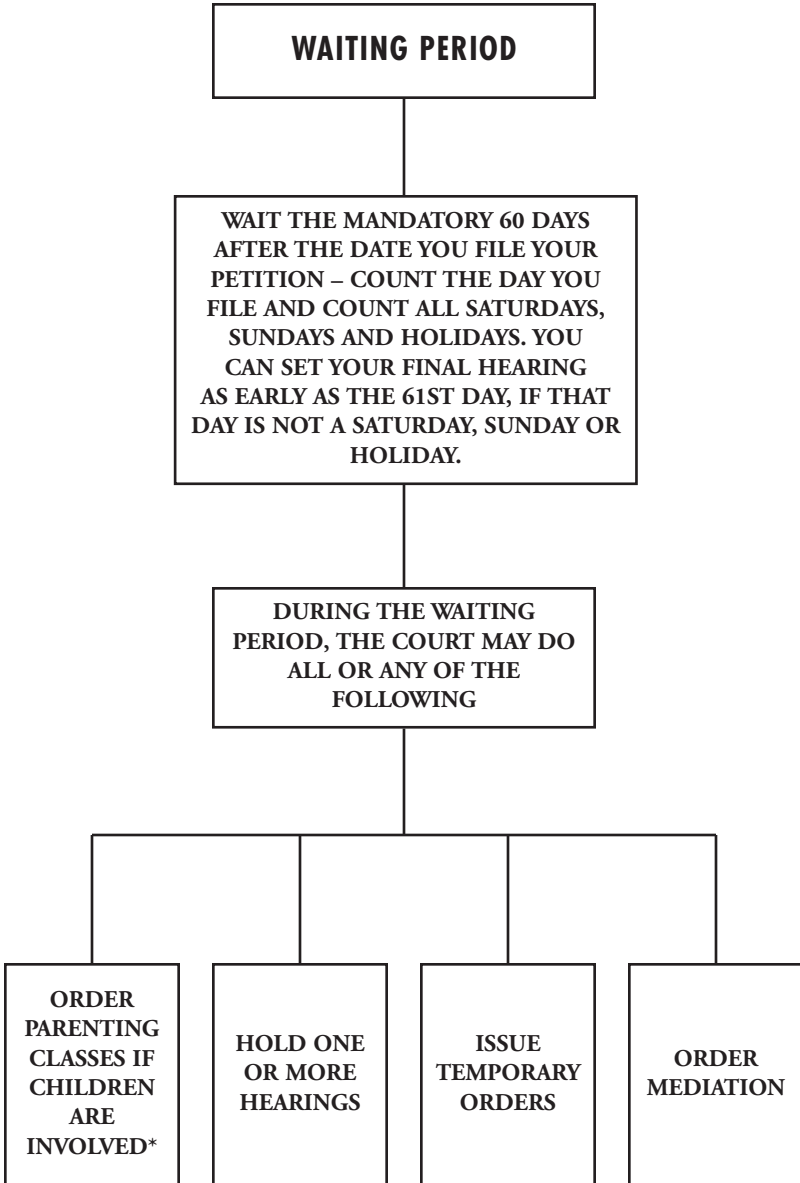 WAITING PERIOD
WAIT THE MANDATORY 60 DAYS
AFTER THE DATE YOU FILE YOUR
PETITION – COUNT THE DAY YOU
FILE AND COUNT ALL SATURDAYS,
SUNDAYS AND HOLIDAYS. YOU
CAN SET YOUR FINAL HEARING
AS EARLY AS THE 61ST DAY, IF THAT
DAY IS NOT A SATURDAY, SUNDAY OR
HOLIDAY.
DURING THE WAITING
PERIOD, THE COURT MAY DO
ALL OR ANY OF THE
FOLLOWING
ORDER
PARENTING
CLASSES IF
CHILDREN
ARE
INVOLVED*
HOLD ONE
OR MORE
HEARINGS
ISSUE
TEMPORARY
ORDERS
ORDER
MEDIATION